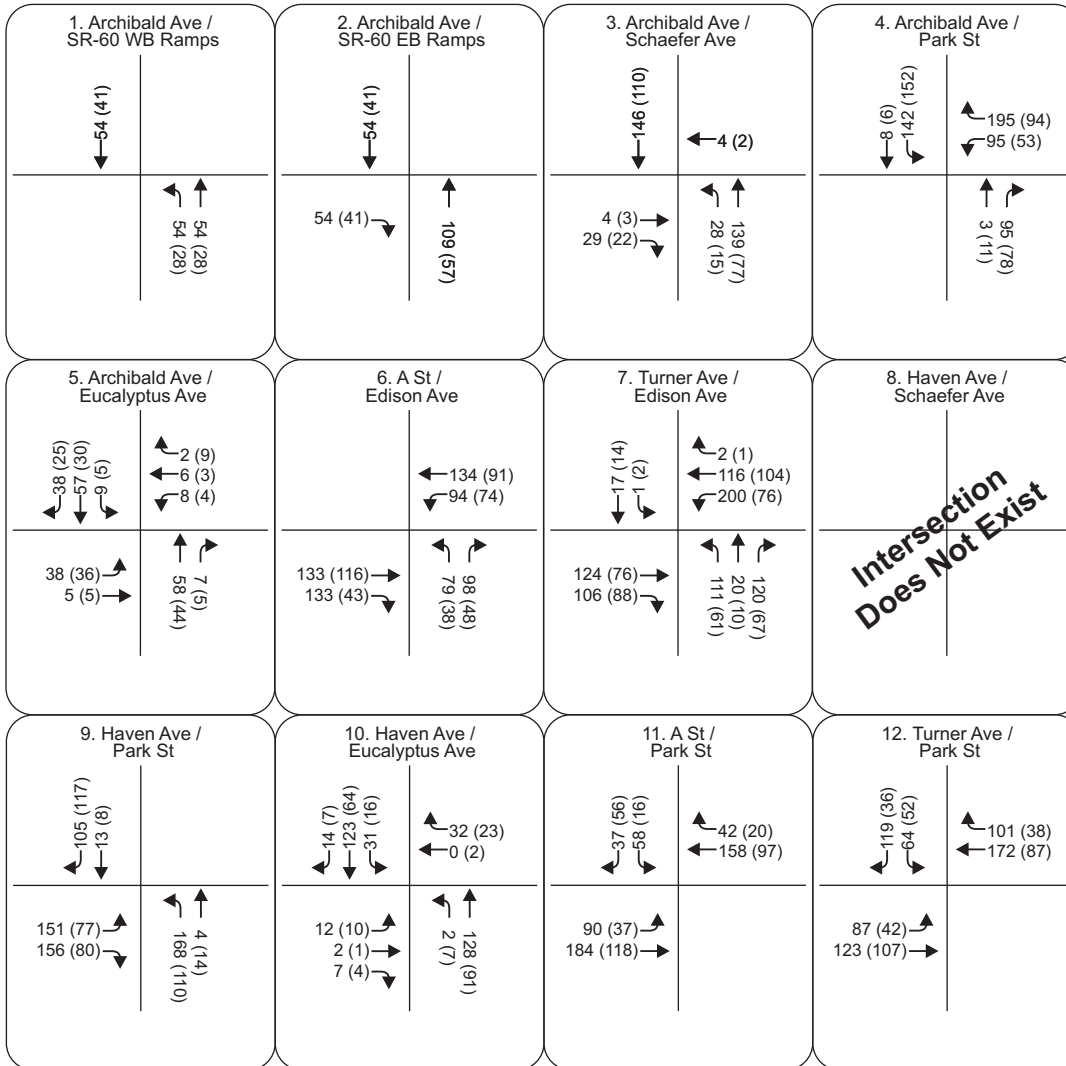 1. Archibald Ave /
SR-60 WB Ramps
54 (41)
54 (28)
54 (28)
2. Archibald Ave /
SR-60 EB Ramps
54 (41)
54 (41)
109 (57)
3. Archibald Ave /
Schaefer Ave
146 (110)
4 (2)
4 (3)
29 (22)
28 (15)
139 (77)
4. Archibald Ave /
Park St
8 (6)
142 (152)
195 (94)
95 (53)
3 (11)
95 (78)
5. Archibald Ave /
Eucalyptus Ave
38 (25)
57 (30)
9 (5)
2 (9)
6 (3)
8 (4)
38 (36)
5 (5)
58 (44)
7 (5)
6. A St /
Edison Ave
134 (91)
94 (74)
133 (116)
133 (43)
79 (38)
98 (48)
7. Turner Ave /
Edison Ave
17 (14)
1 (2)
2 (1)
116 (104)
200 (76)
124 (76)
106 (88)
111 (61)
20 (10)
120 (67)
8. Haven Ave /
Schaefer Ave
Intersection
Does Not Exist
9. Haven Ave /
Park St
105 (117)
13 (8)
151 (77)
156 (80)
168 (110)
4 (14)
10. Haven Ave /
Eucalyptus Ave
14 (7)
123 (64)
31 (16)
32 (23)
0 (2)
12 (10)
2 (1)
7 (4)
2 (7)
128 (91)
11. A St /
Park St
37 (56)
58 (16)
42 (20)
158 (97)
90 (37)
184 (118)
12. Turner Ave /
Park St
119 (36)
64 (52)
101 (38)
172 (87)
87 (42)
123 (107)